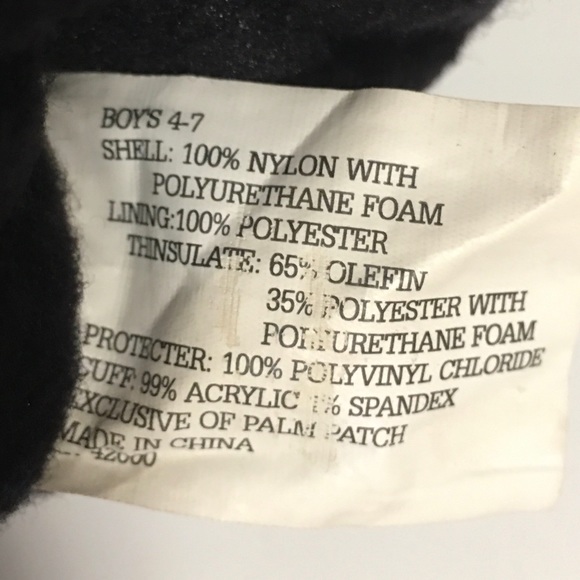 BOY'S 4-7
SHELL: 100% NYLON WITH
POLYURETHANE FOAM
LINING:100% POLYESTER
THINSULATE: 65% OLEFIN
35% POLYESTER WITH
POLYURETHANE FOAM
PROTECTER: 100% POLYVINYL CHLORIDE
CUFF: 99% ACRYLIC 1% SPANDEX
EXCLUSIVE OF PALM PATCH
MADE IN CHINA